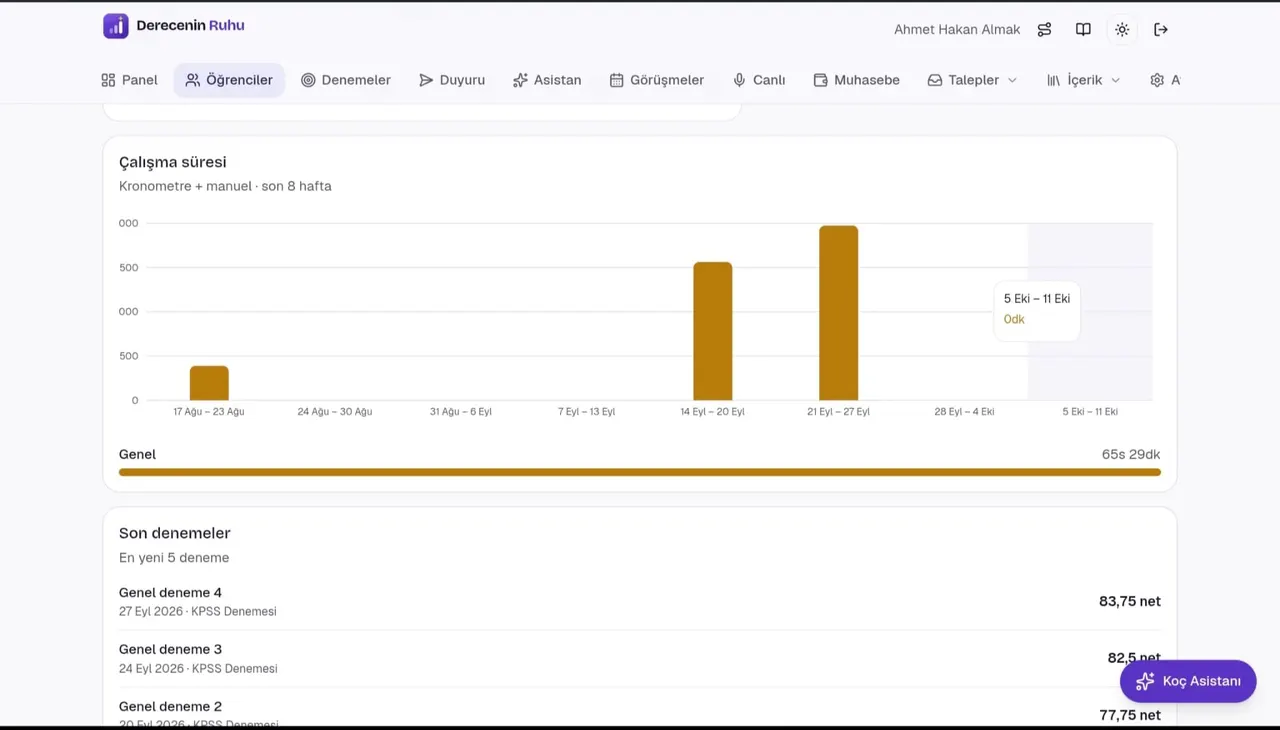 Derecenin Ruhu
Ahmet Hakan Almak
Panel Öğrenciler Denemeler Duyuru Asistan Görüşmeler Canlı Muhasebe Talepler İçerik A
Çalışma süresi
Kronometre + manuel · son 8 hafta
000
500
000
500
0
5 Eki – 11 Eki
0dk
17 Ağu – 23 Ağu 24 Ağu – 30 Ağu 31 Ağu – 6 Eyl 7 Eyl – 13 Eyl 14 Eyl – 20 Eyl 21 Eyl – 27 Eyl 28 Eyl – 4 Eki 5 Eki – 11 Eki
Genel 65s 29dk
Son denemeler
En yeni 5 deneme
Genel deneme 4
27 Eyl 2026 · KPSS Denemesi
83,75 net
Genel deneme 3
24 Eyl 2026 · KPSS Denemesi
82,5 net
Koç Asistanı
Genel deneme 2
20 Eyl 2026 · KPSS Denemesi
77,75 net